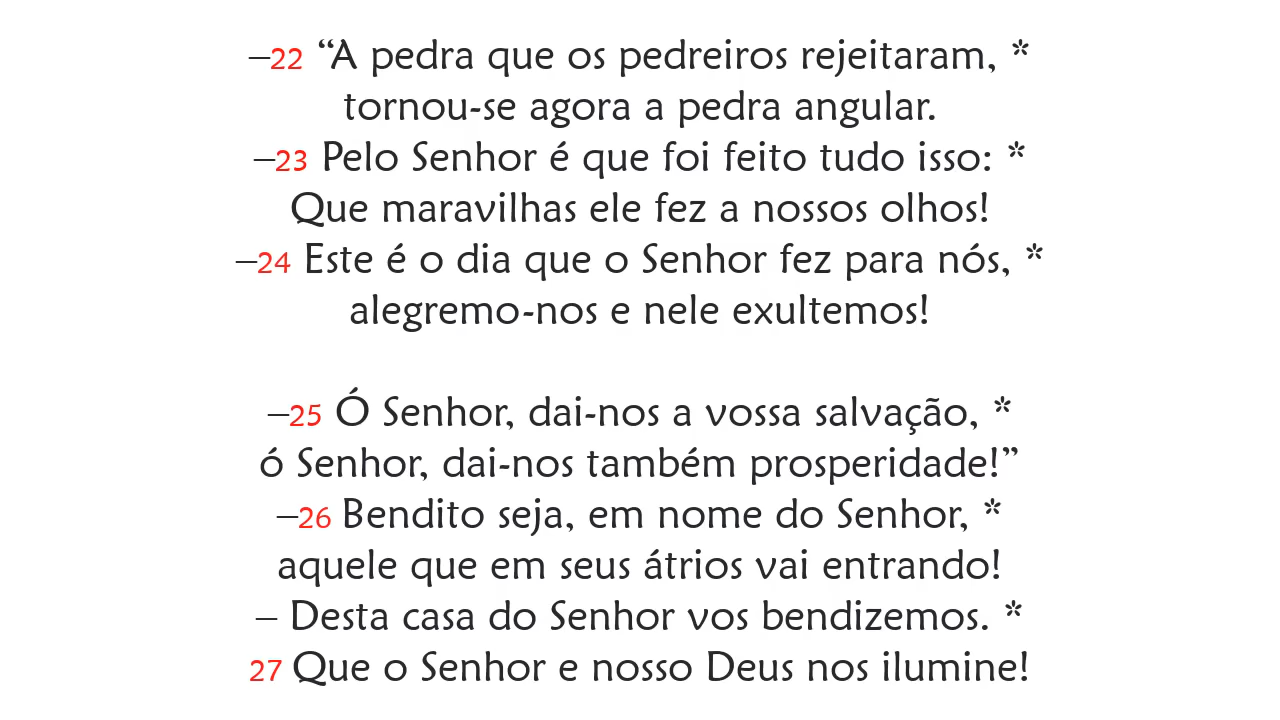 –22 “A pedra que os pedreiros rejeitaram, *
tornou-se agora a pedra angular.
–23 Pelo Senhor é que foi feito tudo isso: *
Que maravilhas ele fez a nossos olhos!
–24 Este é o dia que o Senhor fez para nós, *
alegremo-nos e nele exultemos!
–25 Ó Senhor, dai-nos a vossa salvação, *
ó Senhor, dai-nos também prosperidade!”
–26 Bendito seja, em nome do Senhor, *
aquele que em seus átrios vai entrando!
– Desta casa do Senhor vos bendizemos. *
27 Que o Senhor e nosso Deus nos ilumine!